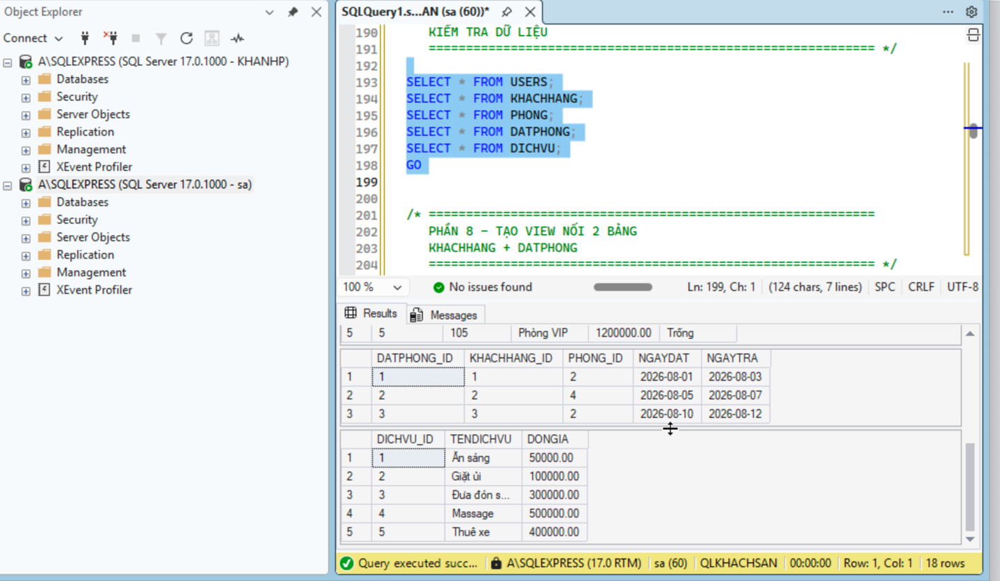 Object Explorer
Connect
A\SQLEXPRESS (SQL Server 17.0.1000 - KHANHP)
Databases
Security
Server Objects
Replication
Management
XEvent Profiler
A\SQLEXPRESS (SQL Server 17.0.1000 - sa)
Databases
Security
Server Objects
Replication
Management
XEvent Profiler
SQLQuery1.s...AN (sa (60))*
190 KIỂM TRA DỮ LIỆU
191 ============================================================ */
192
193 SELECT * FROM USERS;
194 SELECT * FROM KHACHHANG;
195 SELECT * FROM PHONG;
196 SELECT * FROM DATPHONG;
197 SELECT * FROM DICHVU;
198 GO
199
200
201 /* ============================================================
202 PHẦN 8 - TẠO VIEW NỐI 2 BẢNG
203 KHACHHANG + DATPHONG
204 ============================================================ */
100 % No issues found Ln: 199, Ch: 1 (124 chars, 7 lines) SPC CRLF UTF-8
Results Messages
5 5 105 Phòng VIP 1200000.00 Trống
DATPHONG_ID KHACHHANG_ID PHONG_ID NGAYDAT NGAYTRA
1 1 1 2 2026-08-01 2026-08-03
2 2 2 4 2026-08-05 2026-08-07
3 3 3 2 2026-08-10 2026-08-12
DICHVU_ID TENDICHVU DONGIA
1 1 Ăn sáng 50000.00
2 2 Giặt ủi 100000.00
3 3 Đưa đón s... 300000.00
4 4 Massage 500000.00
5 5 Thuê xe 400000.00
Query executed succ... A\SQLEXPRESS (17.0 RTM) sa (60) QLKHACHSAN 00:00:00 Row: 1, Col: 1 18 rows